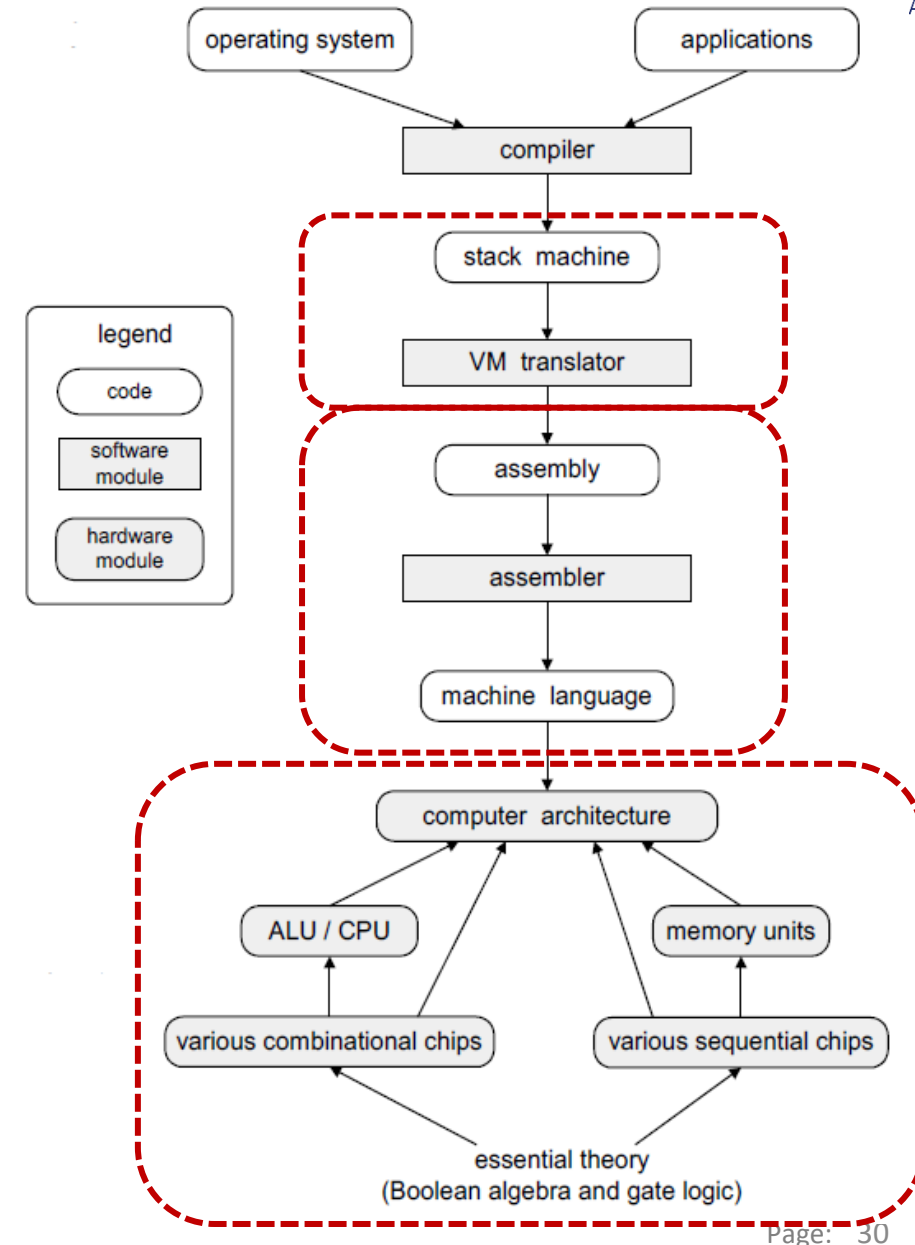 A
operating system
applications
compiler
stack machine
VM translator
legend
code
software
module
hardware
module
assembly
assembler
machine language
computer architecture
ALU / CPU
memory units
various combinational chips
various sequential chips
essential theory
(Boolean algebra and gate logic)
Page: 30